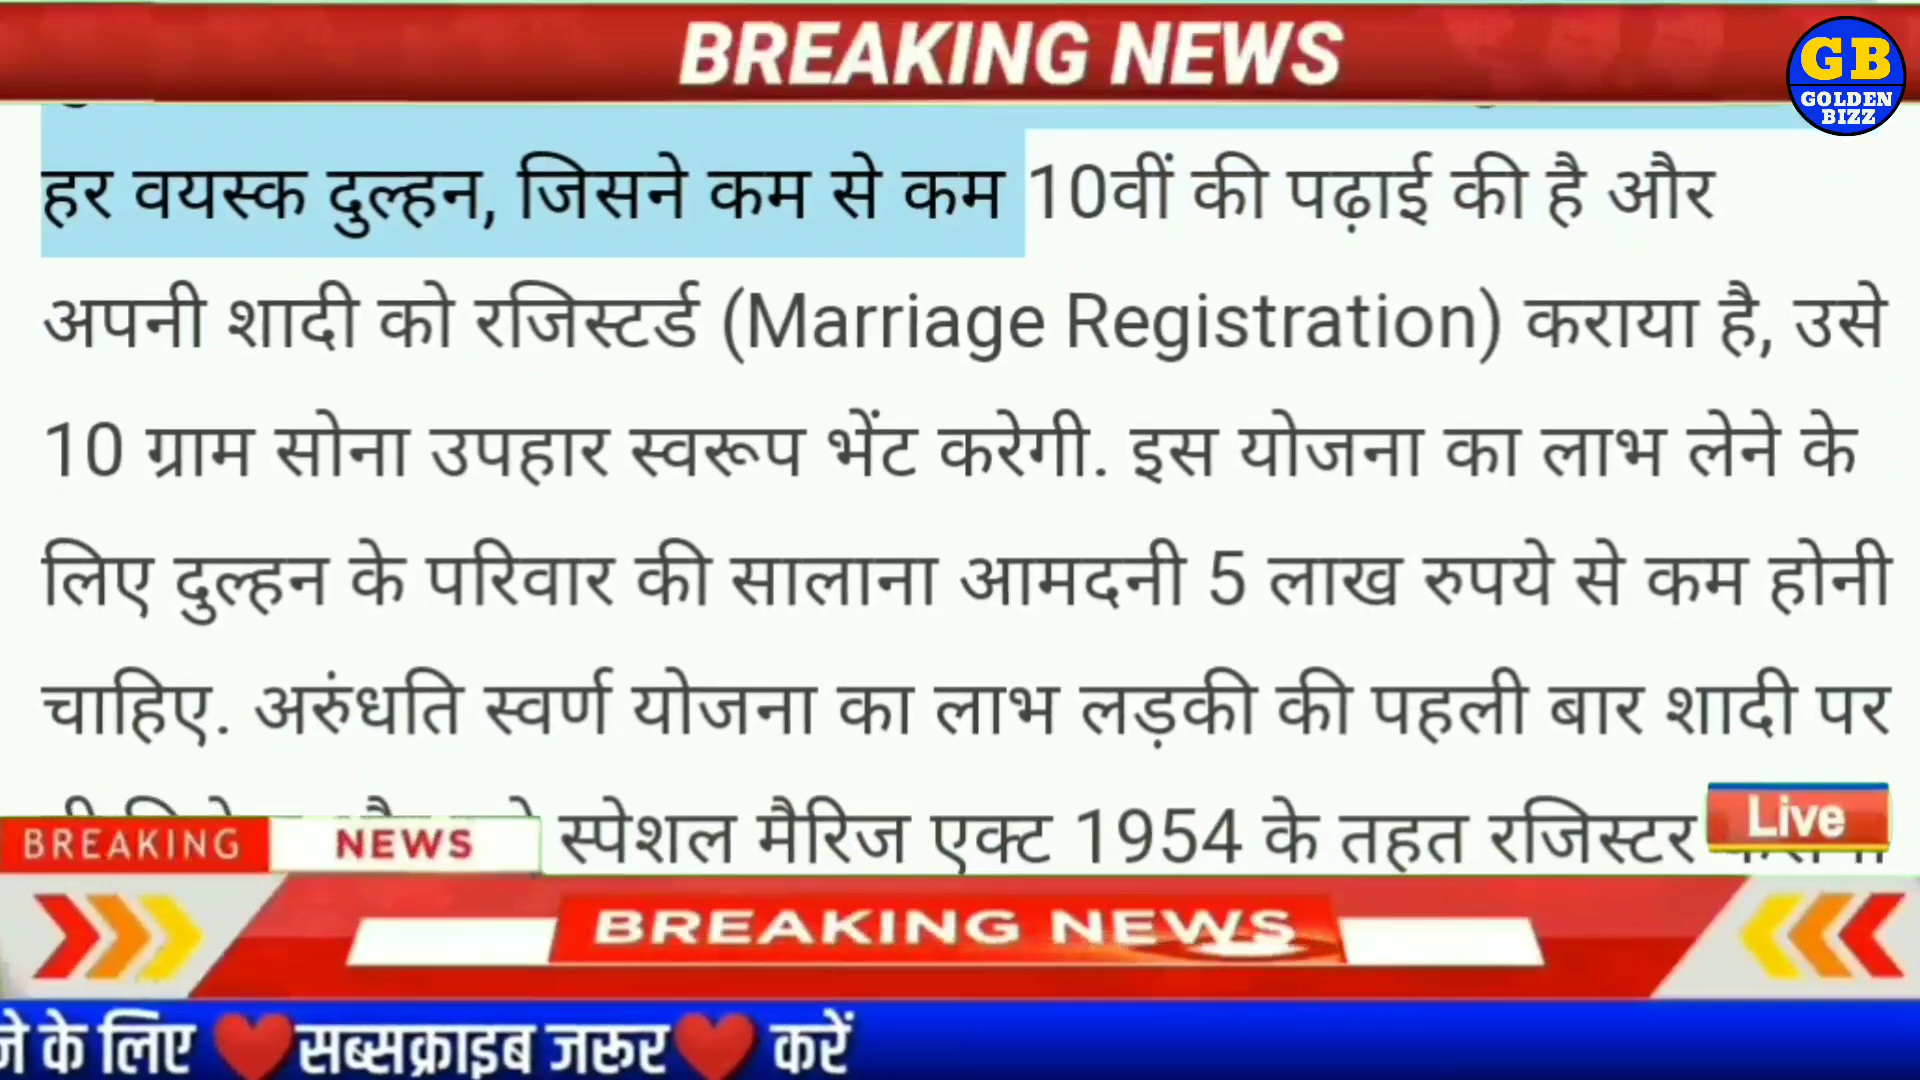 BREAKING NEWS
GB
GOLDEN
BIZZ
हर वयस्क दुल्हन, जिसने कम से कम 10वीं की पढ़ाई की है और
अपनी शादी को रजिस्टर्ड (Marriage Registration) कराया है, उसे
10 ग्राम सोना उपहार स्वरूप भेंट करेगी. इस योजना का लाभ लेने के
लिए दुल्हन के परिवार की सालाना आमदनी 5 लाख रुपये से कम होनी
चाहिए. अरुंधति स्वर्ण योजना का लाभ लड़की की पहली बार शादी पर
स्पेशल मैरिज एक्ट 1954 के तहत रजिस्टर
Live
BREAKING NEWS
BREAKING NEWS
के लिए ❤️सब्सक्राइब जरूर❤️ करें